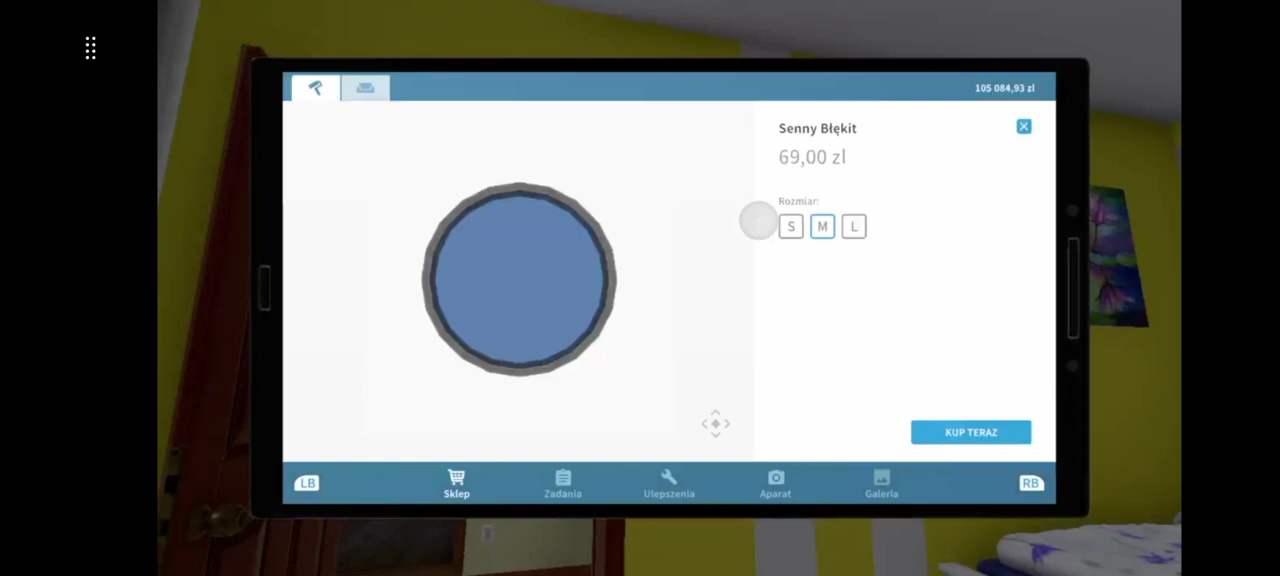 105 084,93 zl
Senny Błękit
69,00 zl
Rozmiar:
S M L
KUP TERAZ
LB Sklep Zadania Ulepszenia Aparat Galeria RB